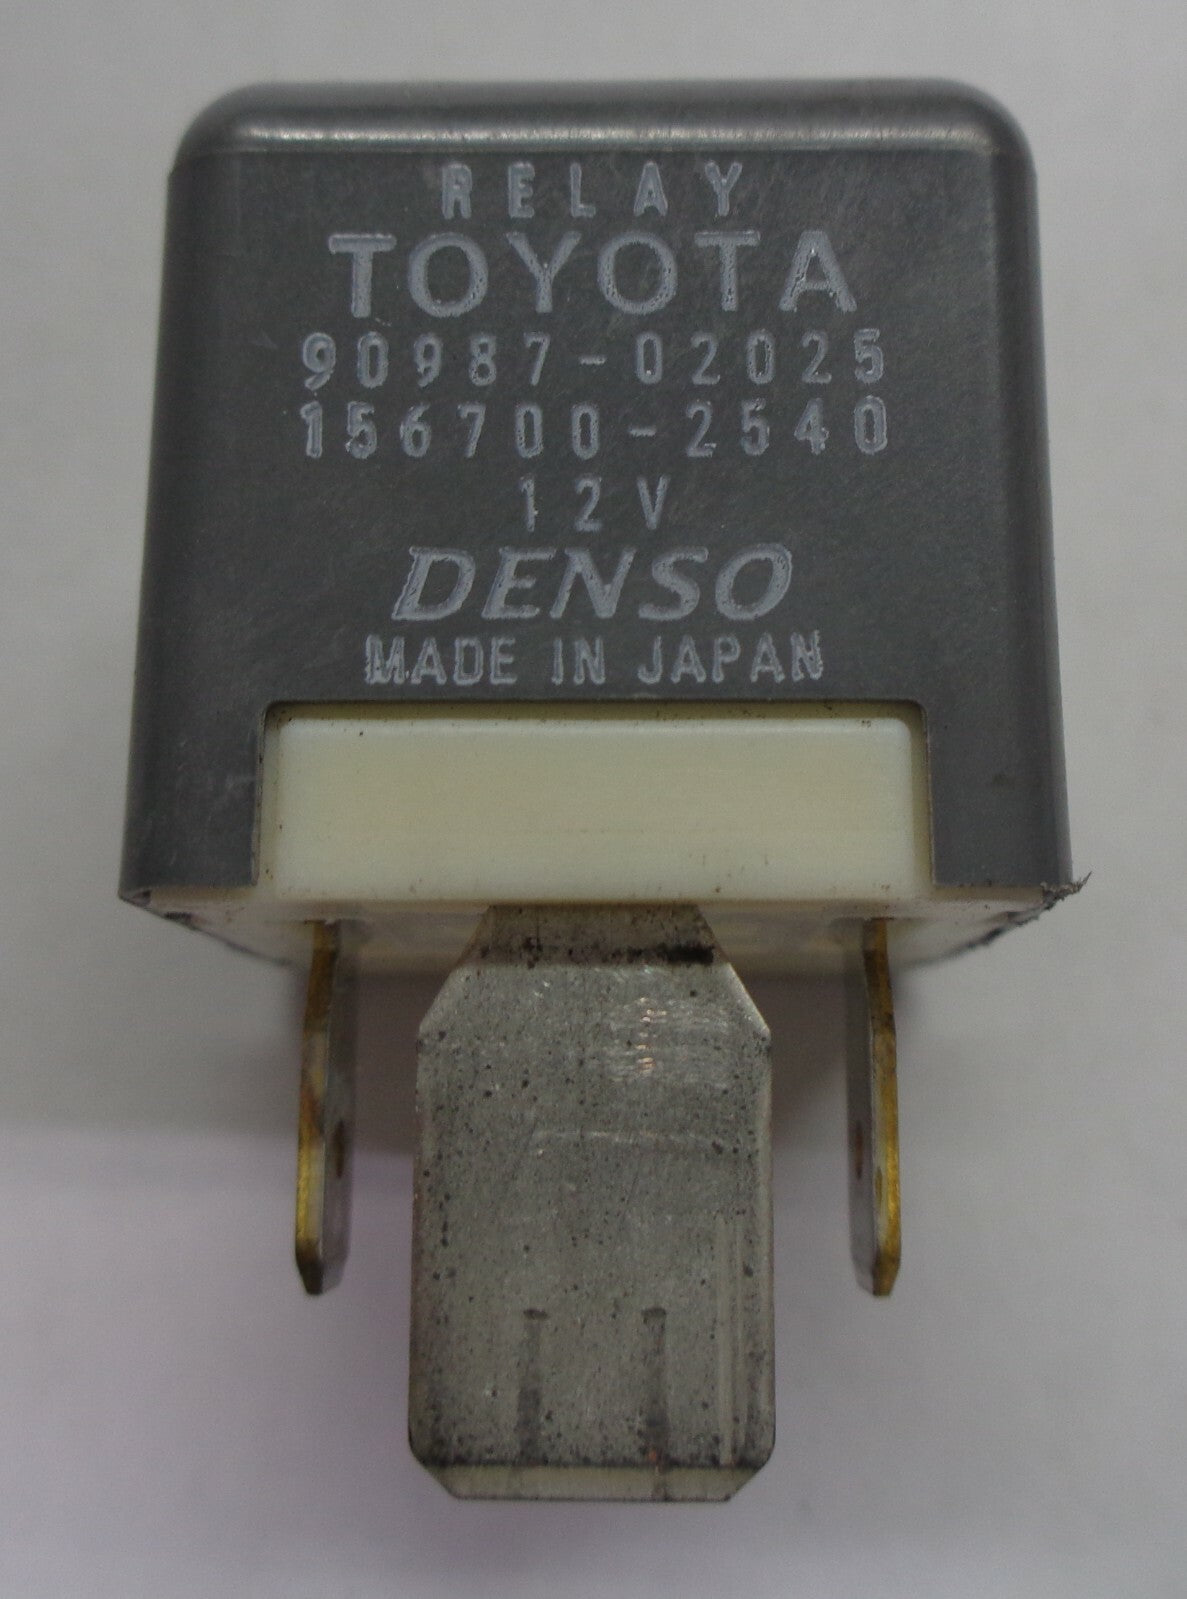 RELAY
TOYOTA
90987-02025
156700-2540
12V
DENSO
MADE IN JAPAN